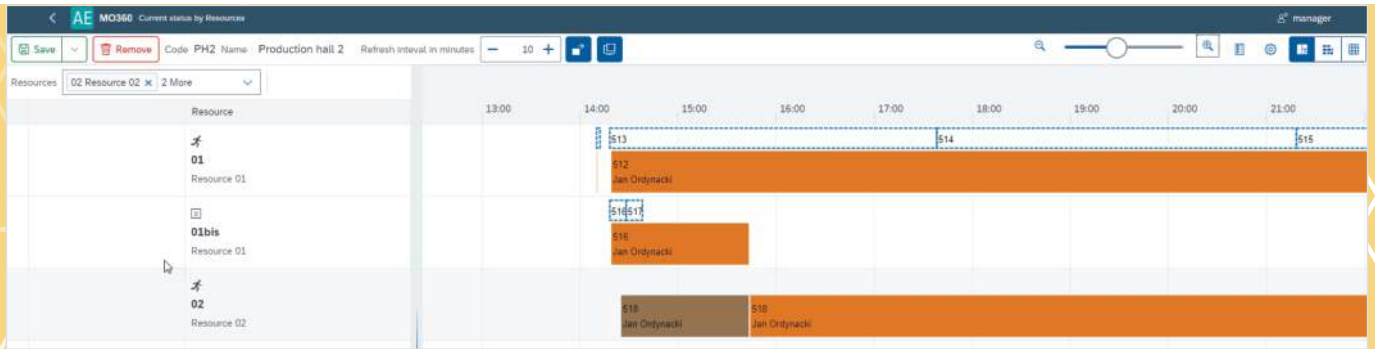 AE MO360 Current status by Resources manager
Save Remove Code PH2 Name Production hall 2 Refresh inteval in minutes 10
Resources 02 Resource 02 2 More
Resource 13:00 14:00 15:00 16:00 17:00 18:00 19:00 20:00 21:00
513 514 515
01
Resource 01
512
Jan Ordynacki
516 517
01bis
Resource 01
516
Jan Ordynacki
02
Resource 02
518
Jan Ordynacki
518
Jan Ordynacki